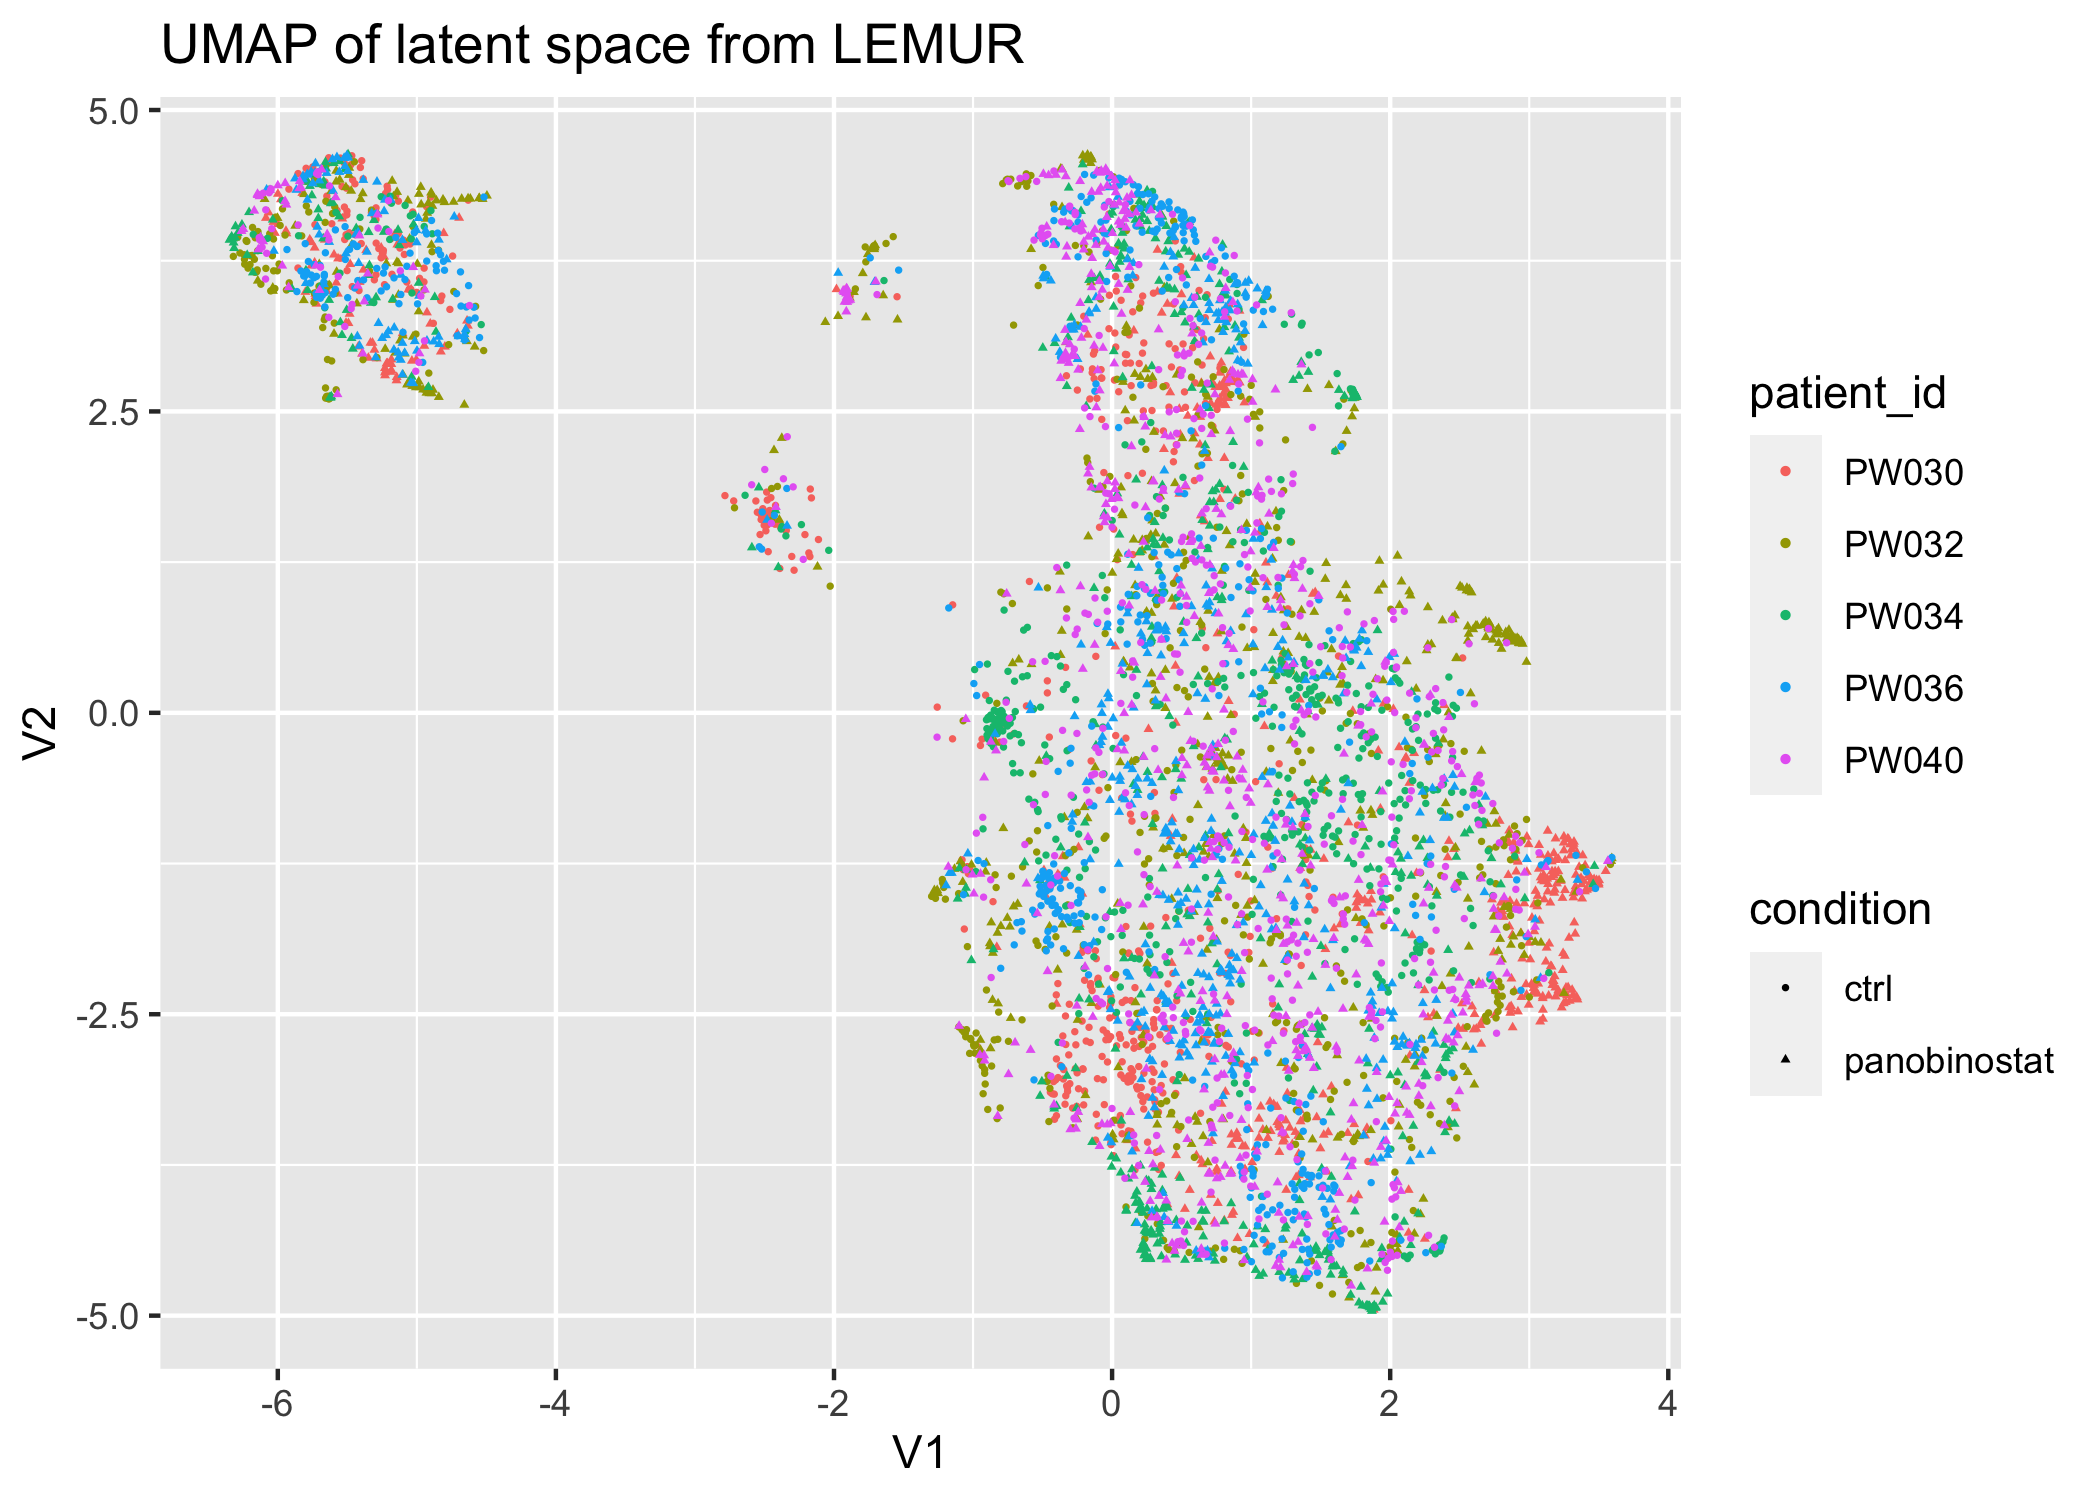 UMAP of latent space from LEMUR
5.0
2.5
0.0
-2.5
-5.0
V2
-6
-4
-2
0
2
4
V1
patient_id
PW030
PW032
PW034
PW036
PW040
condition
ctrl
panobinostat